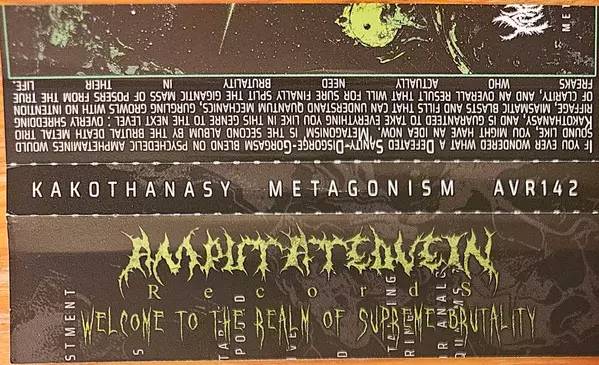 IF YOU EVER WONDERED WHAT A DEFEATED SANITY-DISGORGE-GORGASM BLEND ON PSYCHEDELIC AMPHETAMINES WOULD
SOUND LIKE, YOU MIGHT HAVE AN IDEA NOW. METAGONISM IS THE SECOND ALBUM BY THE BRUTAL DEATH METAL TRIO
KAKOTHANASY, AND IS GUARANTEED TO TAKE EVERYTHING YOU LIKE IN THIS GENRE TO THE NEXT LEVEL : OVERLY SHREDDING
RIFFAGE, MIASMATIC BLASTS AND FILLS THAT CAN UNDERSTAND QUANTUM MECHANICS, GURGLING GROWLS WITH NO INTENTION
OF CLARITY, AND AN OVERALL RESULT THAT WILL FOR SURE FINALLY SPLIT THE GIGANTIC MASS OF POSERS FROM THE TRUE
FREAKS WHO ACTUALLY NEED BRUTALITY IN THEIR LIFE.
KAKOTHANASY METAGONISM AVR142
AMPUTATED VEIN
Records
WELCOME TO THE REALM OF SUPREME BRUTALITY
STMENT